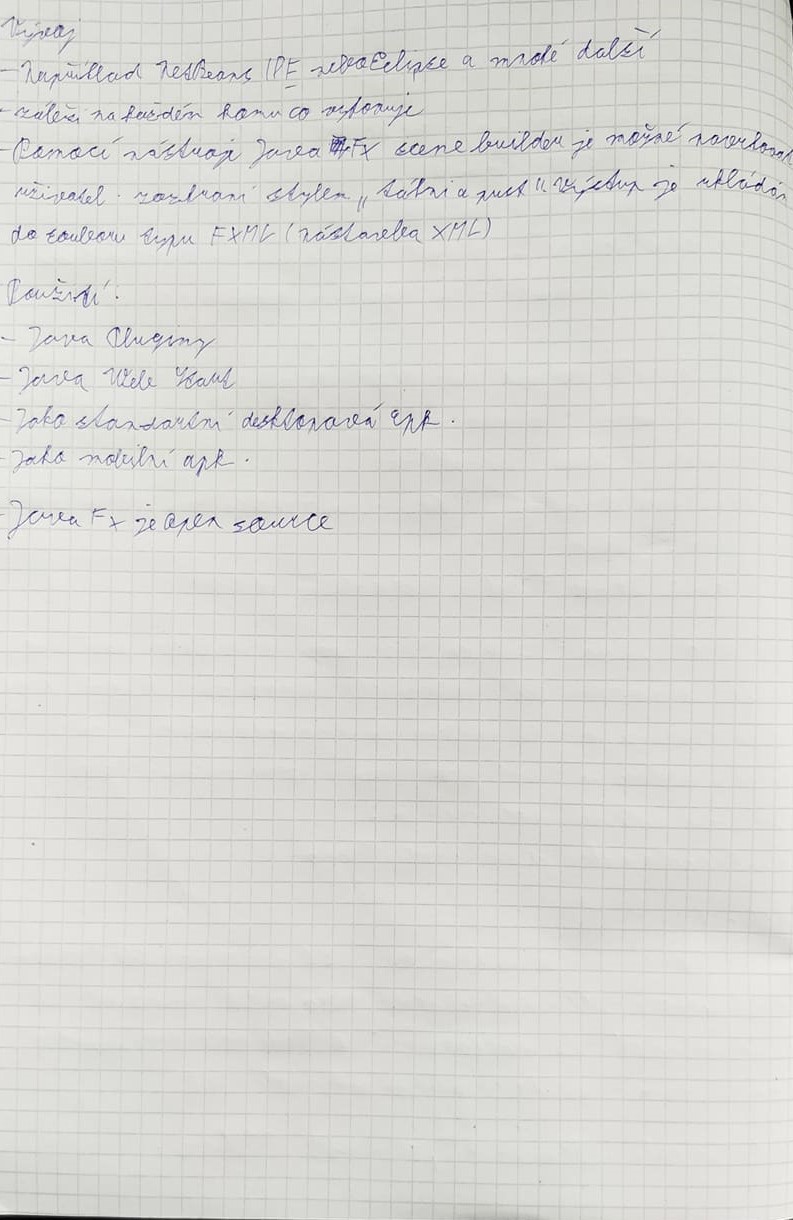 Vývoj
- Například NetBeans IDE nebo Eclipse a mnohé další
- záleží na každém komu co vyhovuje
- Pomocí nástroje Java Fx scene builder je možné navrhovat
uživatel. rozhraní stylem „táhni a pusť“ výstup je ukládán
do souboru typu FXML (nástavba XML)
Použití:
- Java Pluginy
- Java Web Start
- Jako standartní desktopová apk.
- Jako mobilní apk.
- Java Fx je open source